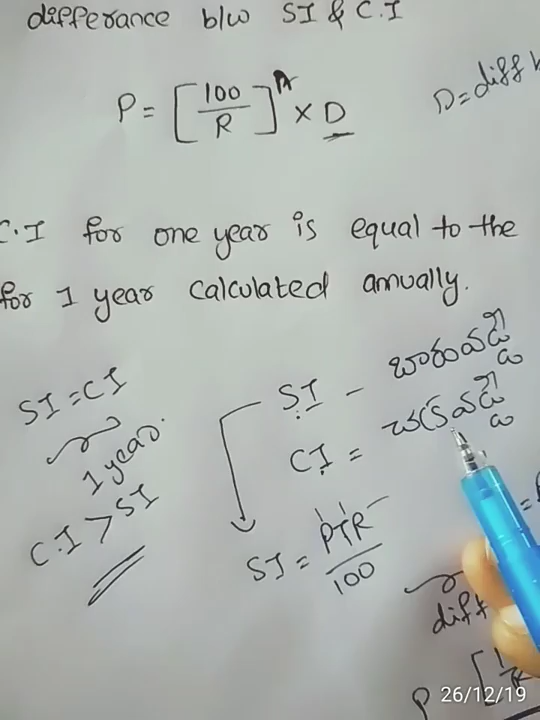 differance b/w SI & C.I
P = [100/R]^n × D
D = diff b
C.I for one year is equal to the
for 1 year calculated annually.
SI = CI
1 year.
C.I > SI
SI - బారువడ్డీ
CI = చక్రవడ్డీ
SI = PTR/100
diff
P [1/R
26/12/19